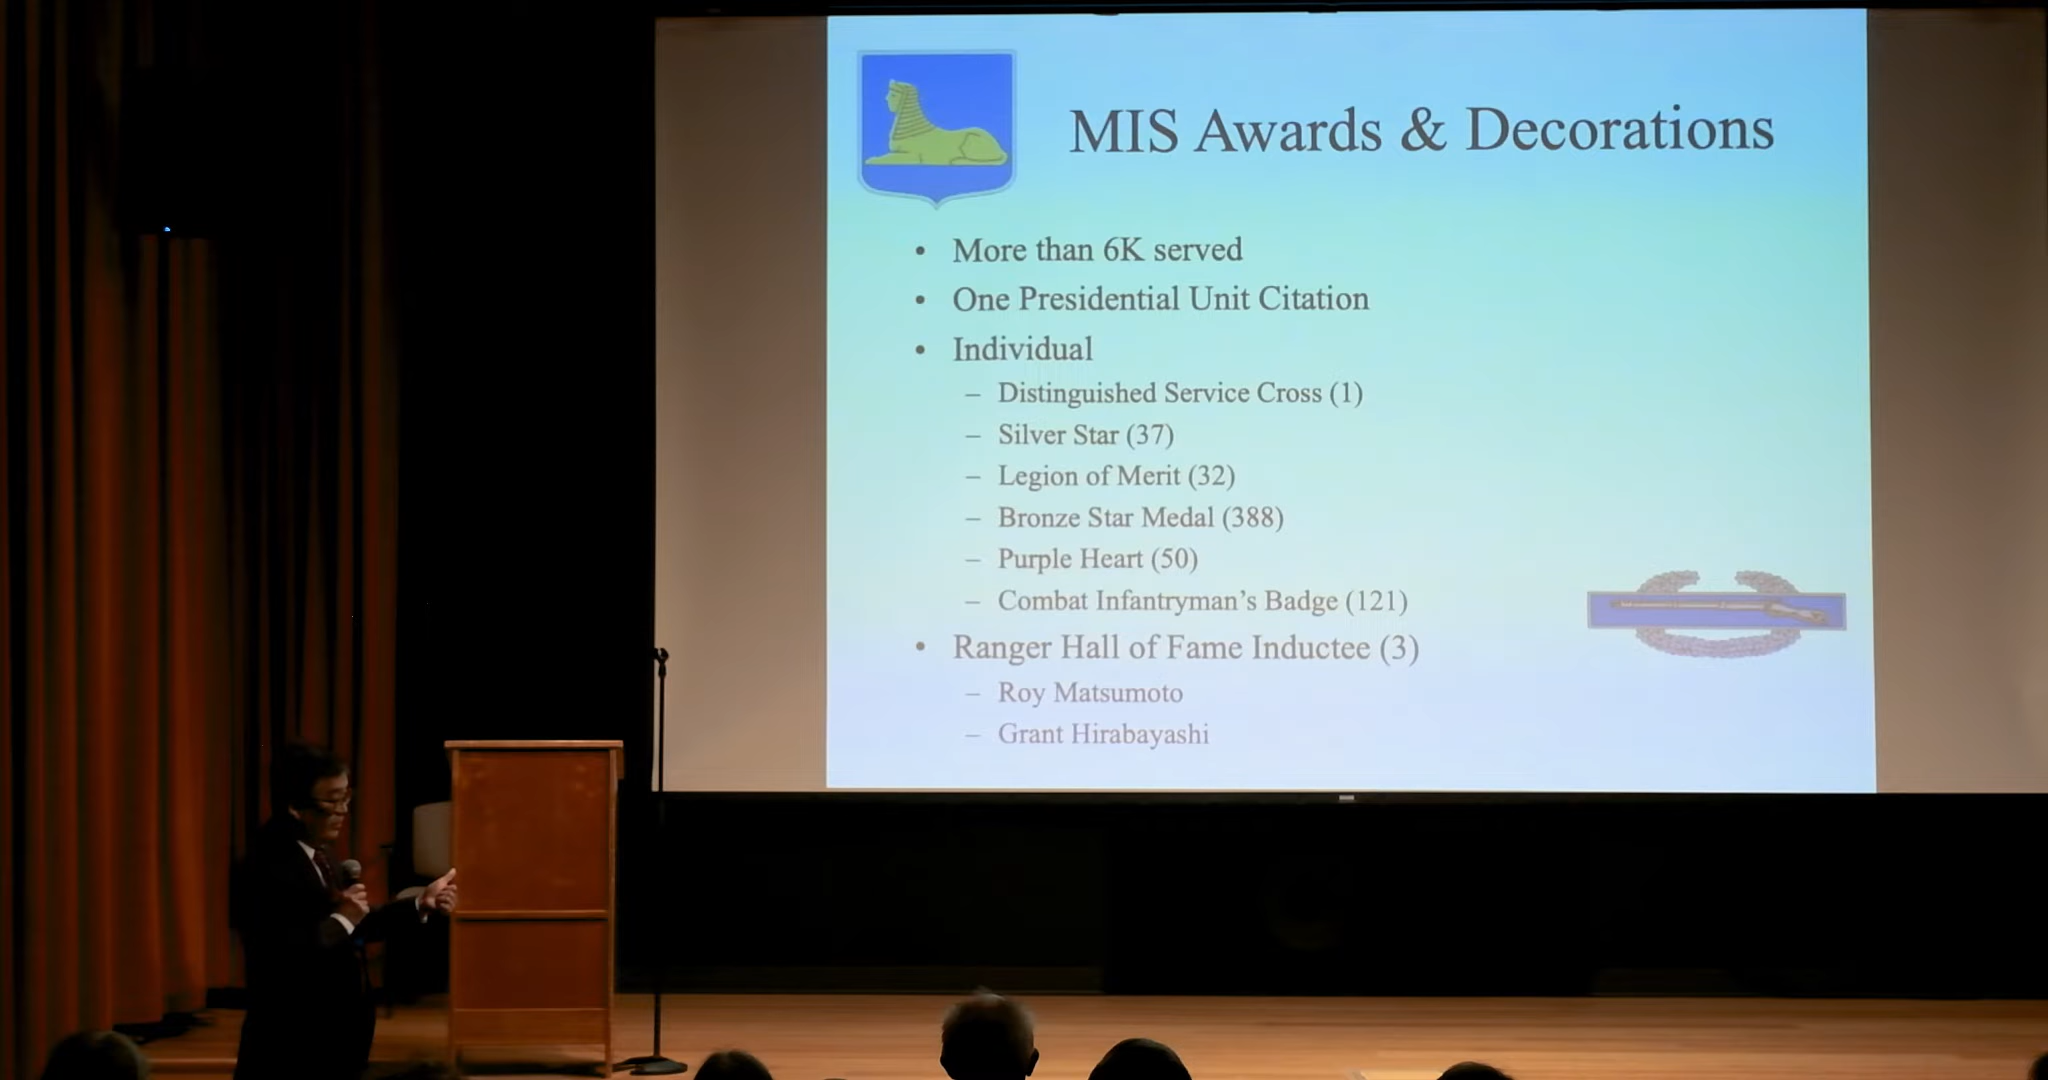 MIS Awards & Decorations
• More than 6K served
• One Presidential Unit Citation
• Individual
– Distinguished Service Cross (1)
– Silver Star (37)
– Legion of Merit (32)
– Bronze Star Medal (388)
– Purple Heart (50)
– Combat Infantryman’s Badge (121)
• Ranger Hall of Fame Inductee (3)
– Roy Matsumoto
– Grant Hirabayashi